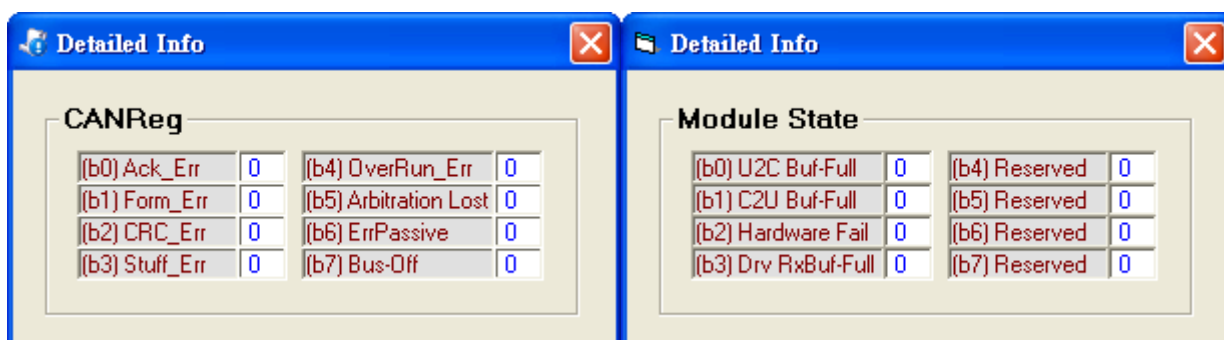 Detailed Info
CANReg
(b0) Ack_Err 0 (b4) OverRun_Err 0
(b1) Form_Err 0 (b5) Arbitration Lost 0
(b2) CRC_Err 0 (b6) ErrPassive 0
(b3) Stuff_Err 0 (b7) Bus-Off 0
Detailed Info
Module State
(b0) U2C Buf-Full 0 (b4) Reserved 0
(b1) C2U Buf-Full 0 (b5) Reserved 0
(b2) Hardware Fail 0 (b6) Reserved 0
(b3) Drv RxBuf-Full 0 (b7) Reserved 0